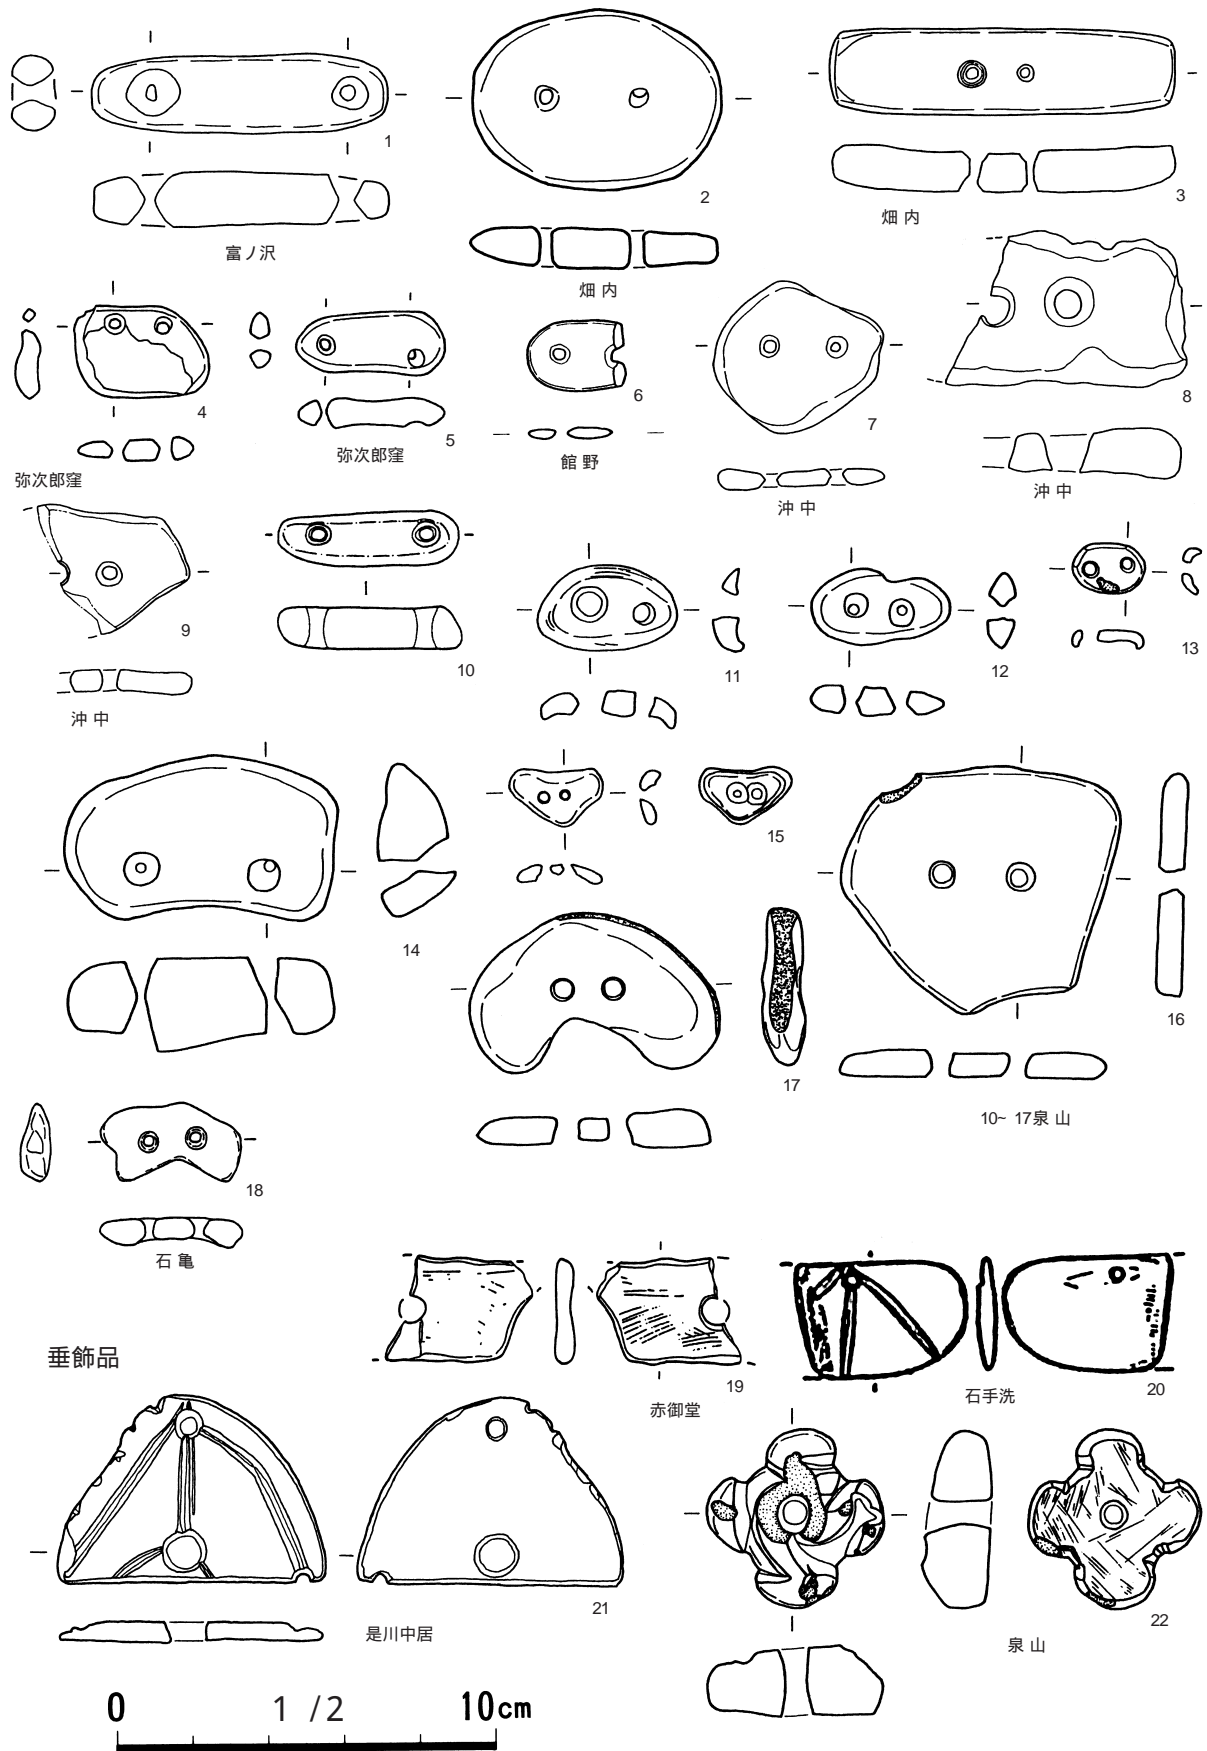 1
富ノ沢
2
畑内
3
畑内
4
弥次郎窪
5
弥次郎窪
6
館野
7
沖中
8
沖中
9
沖中
10
11
12
13
14
15
16
17
10~ 17泉山
18
石亀
19
赤御堂
20
石手洗
垂飾品
21
是川中居
22
泉山
0 1 /2 10cm